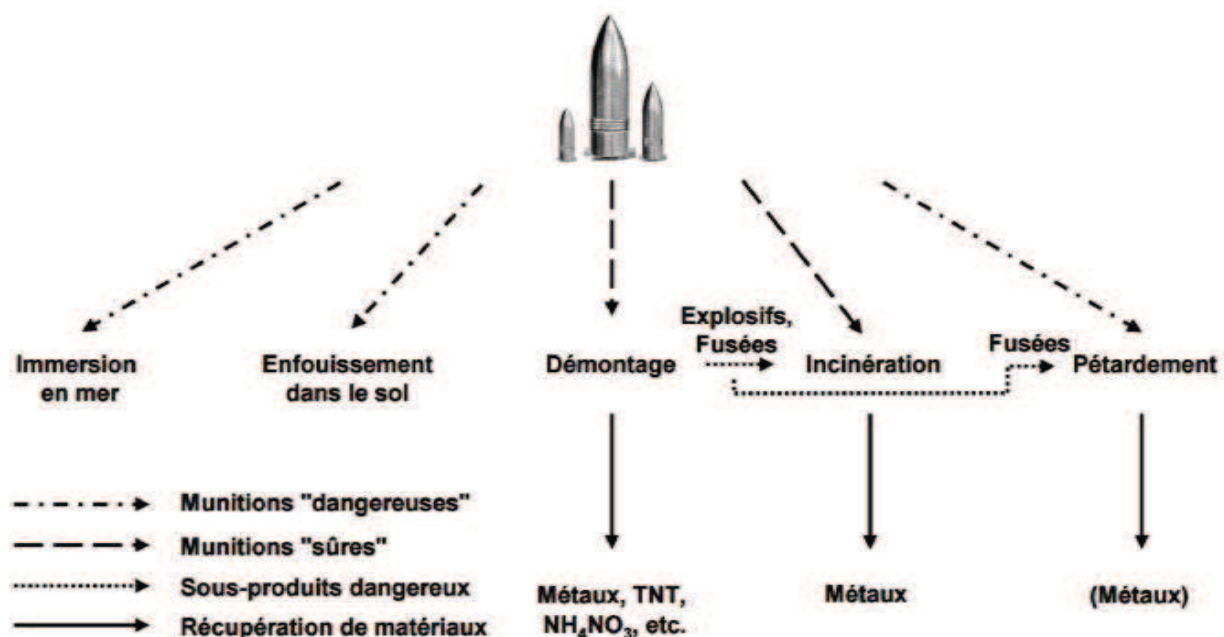 Explosifs,
Fusées
Fusées
Immersion
en mer
Enfouissement
dans le sol
Démontage
Incinération
Pétardement
Munitions "dangereuses"
Munitions "sûres"
Sous-produits dangereux
Récupération de matériaux
Métaux, TNT,
NH₄NO₃, etc.
Métaux
(Métaux)